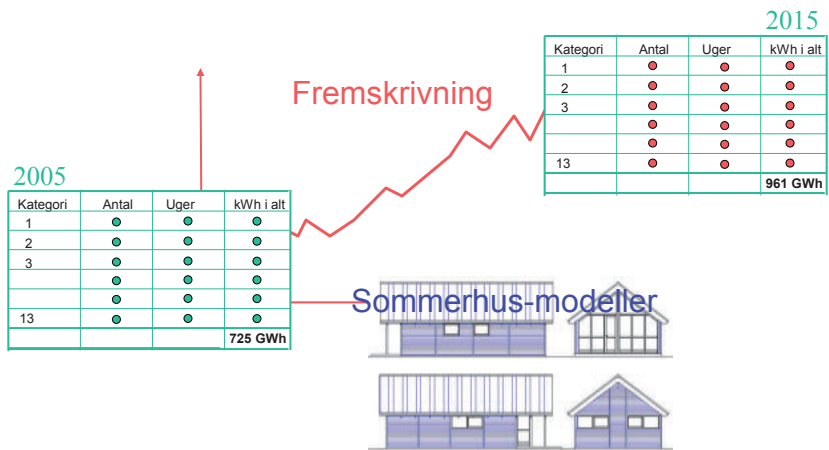 2015
Kategori Antal Uger kWh i alt
1
2
3
13
961 GWh
Fremskrivning
2005
Kategori Antal Uger kWh i alt
1
2
3
13
725 GWh
Sommerhus-modeller